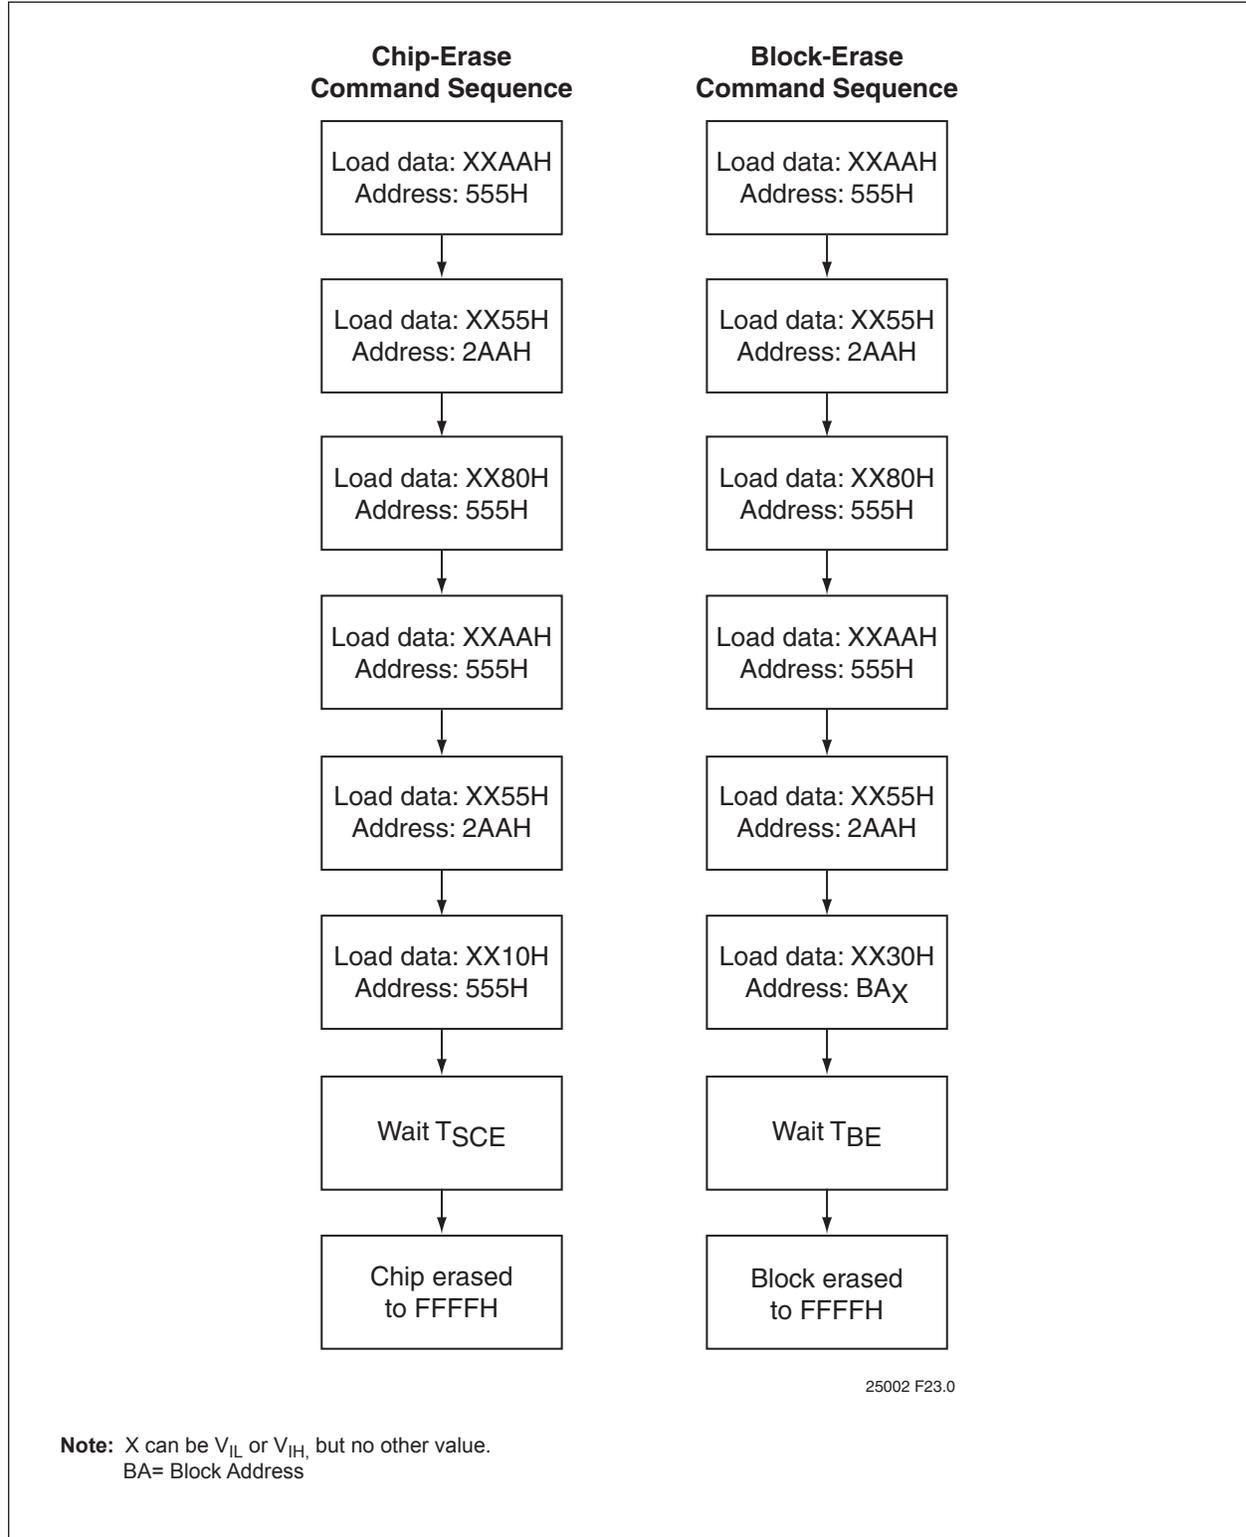 Chip-Erase
Command Sequence
Load data: XXAAH
Address: 555H
Load data: XX55H
Address: 2AAH
Load data: XX80H
Address: 555H
Load data: XXAAH
Address: 555H
Load data: XX55H
Address: 2AAH
Load data: XX10H
Address: 555H
Wait TSCE
Chip erased
to FFFFH
Block-Erase
Command Sequence
Load data: XXAAH
Address: 555H
Load data: XX55H
Address: 2AAH
Load data: XX80H
Address: 555H
Load data: XXAAH
Address: 555H
Load data: XX55H
Address: 2AAH
Load data: XX30H
Address: BAX
Wait TBE
Block erased
to FFFFH
25002 F23.0
Note: X can be VIL or VIH, but no other value.
BA= Block Address